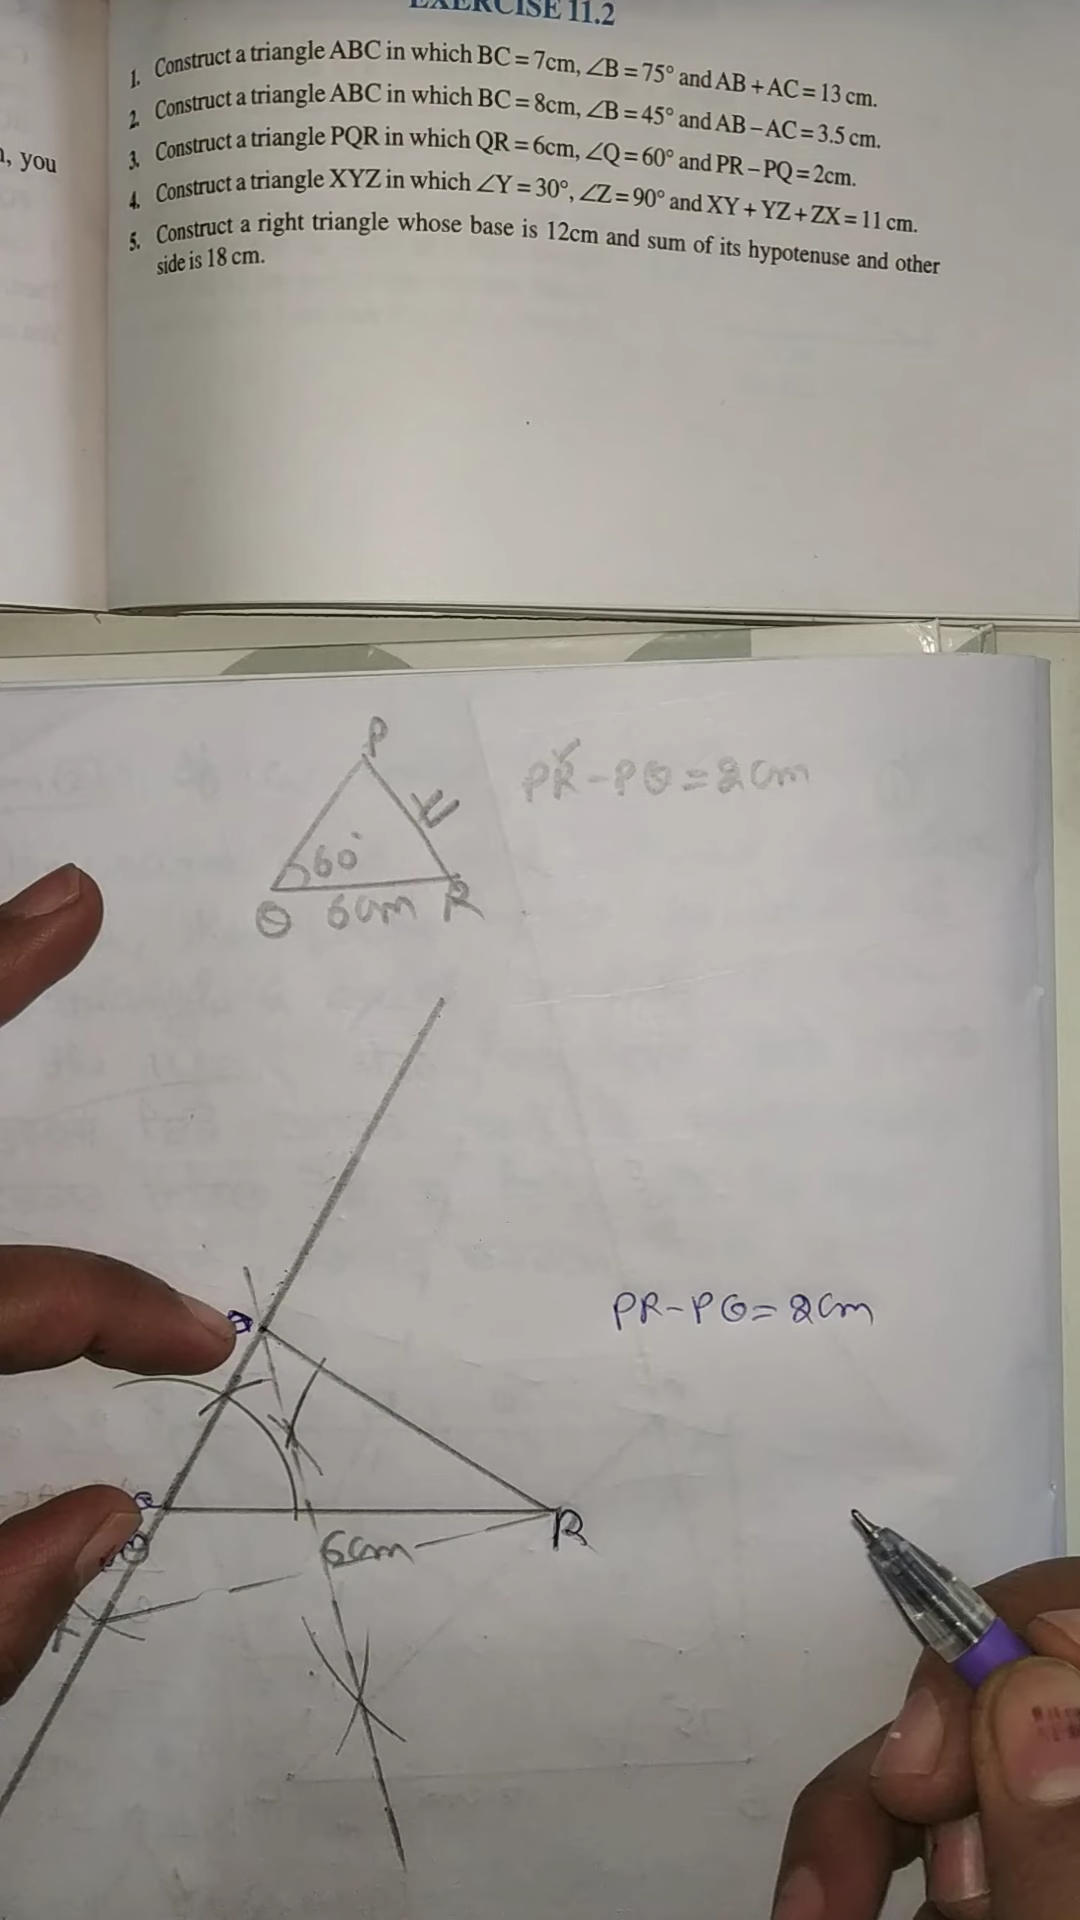 EXERCISE 11.2
1. Construct a triangle ABC in which BC = 7cm, ∠B = 75° and AB + AC = 13 cm.
2. Construct a triangle ABC in which BC = 8cm, ∠B = 45° and AB – AC = 3.5 cm.
3. Construct a triangle PQR in which QR = 6cm, ∠Q = 60° and PR – PQ = 2cm.
4. Construct a triangle XYZ in which ∠Y = 30°, ∠Z = 90° and XY + YZ + ZX = 11 cm.
5. Construct a right triangle whose base is 12cm and sum of its hypotenuse and other
side is 18 cm.
, you
P
PR - PQ = 2cm
60°
Q 6cm R
PR - PQ = 2cm
Q
6cm
R